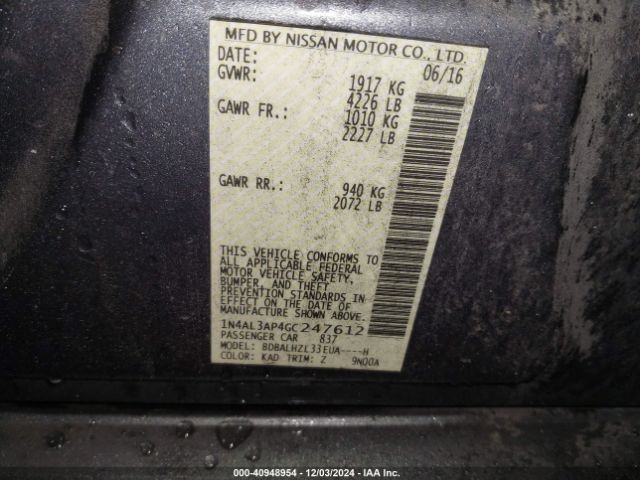 MFD BY NISSAN MOTOR CO., LTD.
DATE: 06/16
GVWR: 1917 KG
4226 LB
GAWR FR.: 1010 KG
2227 LB
GAWR RR.: 940 KG
2072 LB
THIS VEHICLE CONFORMS TO
ALL APPLICABLE FEDERAL
MOTOR VEHICLE SAFETY,
BUMPER, AND THEFT
PREVENTION STANDARDS IN
EFFECT ON THE DATE OF
MANUFACTURE SHOWN ABOVE.
1N4AL3AP4GC247612
PASSENGER CAR 837
MODEL: BDBALHZL33EUA----H
COLOR: KAD TRIM: Z 9N00A
000-40948954 - 12/03/2024 - IAA Inc.